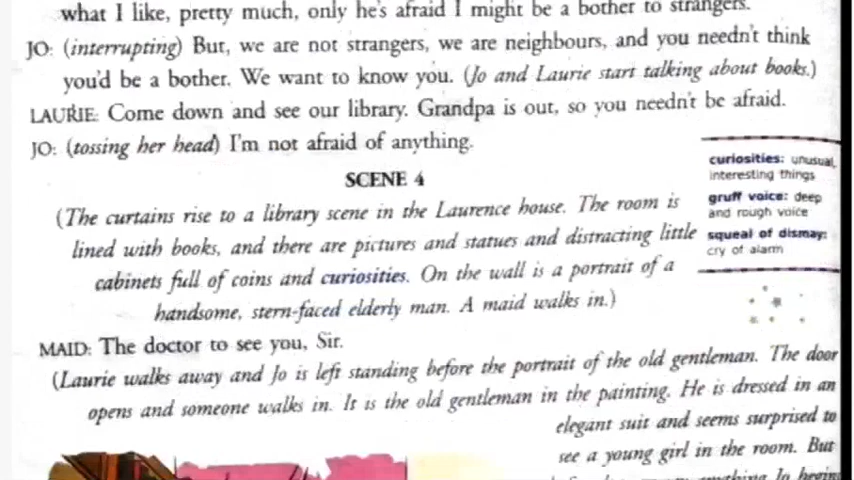 what I like, pretty much, only he's afraid I might be a bother to strangers.
JO: (interrupting) But, we are not strangers, we are neighbours, and you needn't think
you'd be a bother. We want to know you. (Jo and Laurie start talking about books.)
LAURIE: Come down and see our library. Grandpa is out, so you needn't be afraid.
JO: (tossing her head) I'm not afraid of anything.
SCENE 4
(The curtains rise to a library scene in the Laurence house. The room is
lined with books, and there are pictures and statues and distracting little
cabinets full of coins and curiosities. On the wall is a portrait of a
handsome, stern-faced elderly man. A maid walks in.)
curiosities: unusual,
interesting things
gruff voice: deep
and rough voice
squeal of dismay:
cry of alarm
MAID: The doctor to see you, Sir.
(Laurie walks away and Jo is left standing before the portrait of the old gentleman. The door
opens and someone walks in. It is the old gentleman in the painting. He is dressed in an
elegant suit and seems surprised to
see a young girl in the room. But
anything Jo begins